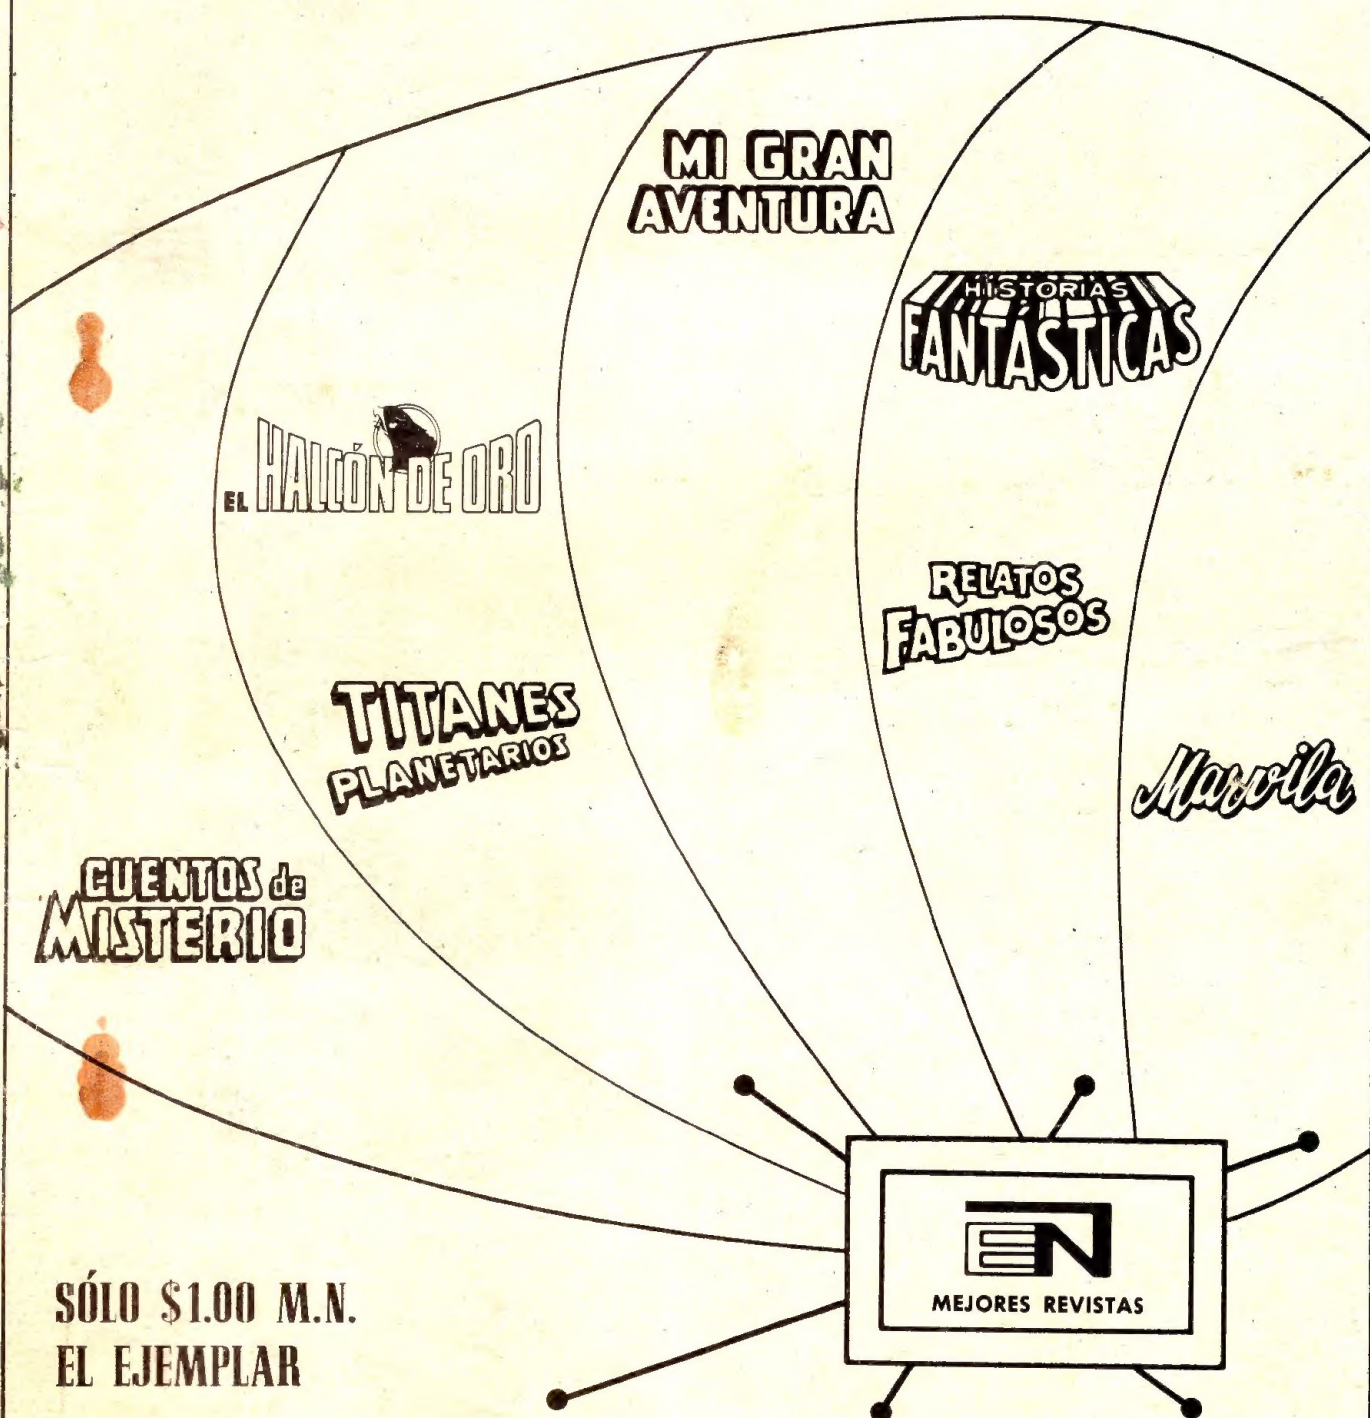 MI GRAN
AVENTURA
HISTORIAS
FANTÁSTICAS
EL HALCÓN DE ORO
RELATOS
FABULOSOS
TITANES
PLANETARIOS
Marvila
CUENTOS de
MISTERIO
EN
MEJORES REVISTAS
SÓLO $1.00 M.N.
EL EJEMPLAR